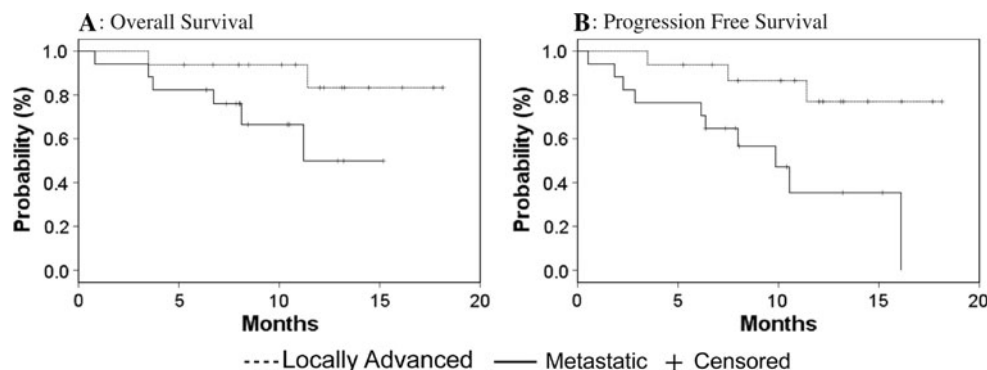 A: Overall Survival
Probability (%)
1.0
0.8
0.6
0.4
0.2
0.0
0 5 10 15 20
Months
B: Progression Free Survival
Probability (%)
1.0
0.8
0.6
0.4
0.2
0.0
0 5 10 15 20
Months
Locally Advanced Metastatic Censored